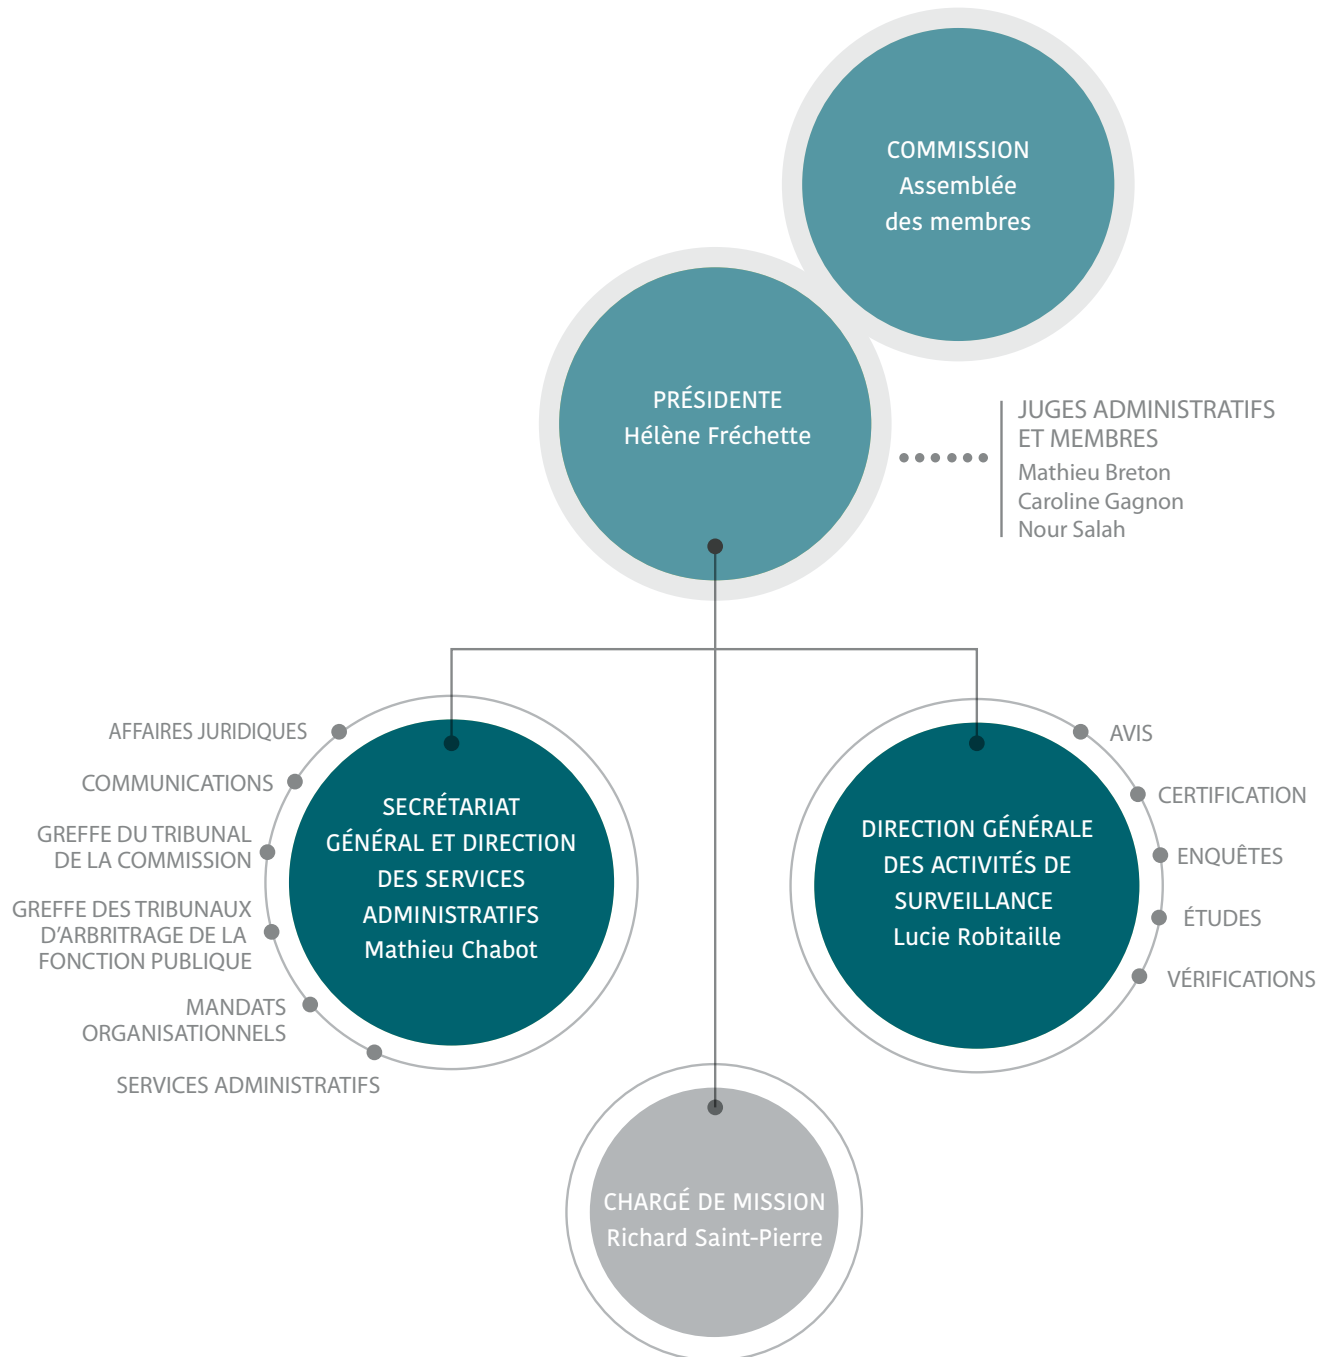 COMMISSION
Assemblée
des membres
PRÉSIDENTE
Hélène Fréchette
JUGES ADMINISTRATIFS
ET MEMBRES
Mathieu Breton
Caroline Gagnon
Nour Salah
AFFAIRES JURIDIQUES
COMMUNICATIONS
GREFFE DU TRIBUNAL
DE LA COMMISSION
GREFFE DES TRIBUNAUX
D'ARBITRAGE DE LA
FONCTION PUBLIQUE
MANDATS
ORGANISATIONNELS
SERVICES ADMINISTRATIFS
SECRÉTARIAT
GÉNÉRAL ET DIRECTION
DES SERVICES
ADMINISTRATIFS
Mathieu Chabot
DIRECTION GÉNÉRALE
DES ACTIVITÉS DE
SURVEILLANCE
Lucie Robitaille
AVIS
CERTIFICATION
ENQUÊTES
ÉTUDES
VÉRIFICATIONS
CHARGÉ DE MISSION
Richard Saint-Pierre